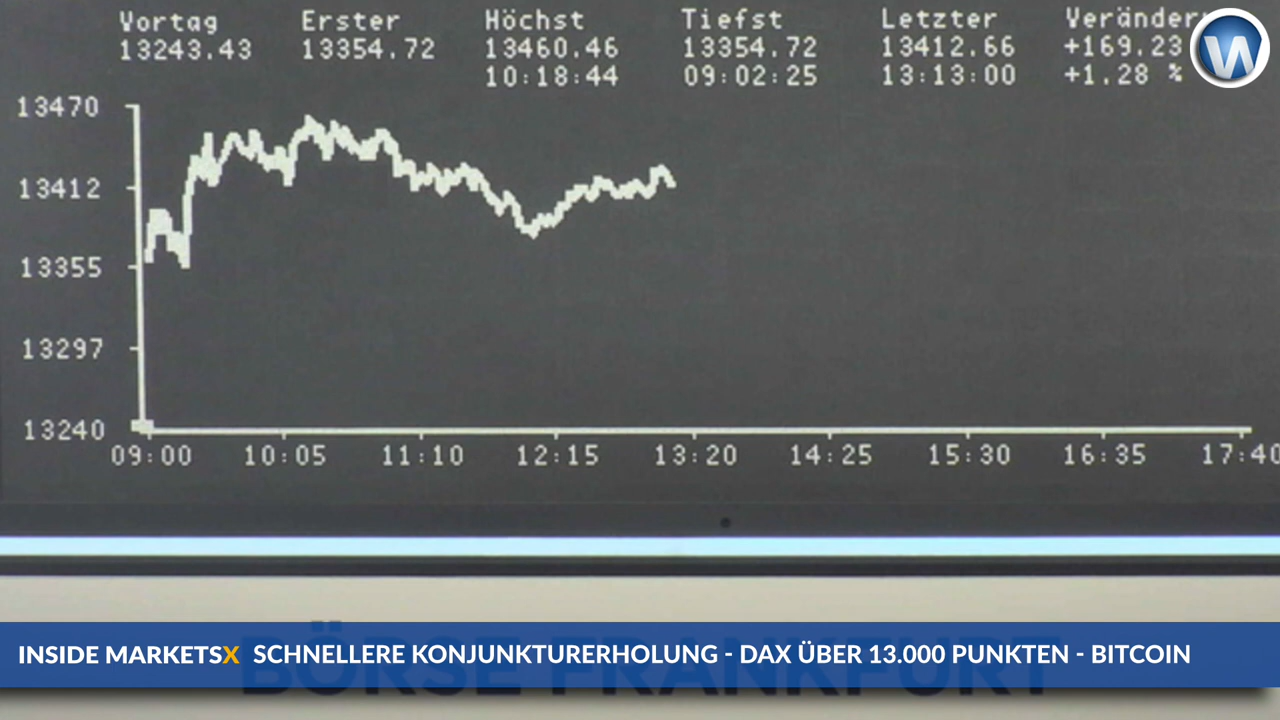 Vortag Erster Höchst Tiefst Letzter Veränder
13243.43 13354.72 13460.46 13354.72 13412.66 +169.23
10:18:44 09:02:25 13:13:00 +1.28 %
13470
13412
13355
13297
13240
09:00 10:05 11:10 12:15 13:20 14:25 15:30 16:35 17:40
BÖRSE FRANKFURT
INSIDE MARKETSX SCHNELLERE KONJUNKTURERHOLUNG - DAX ÜBER 13.000 PUNKTEN - BITCOIN
W